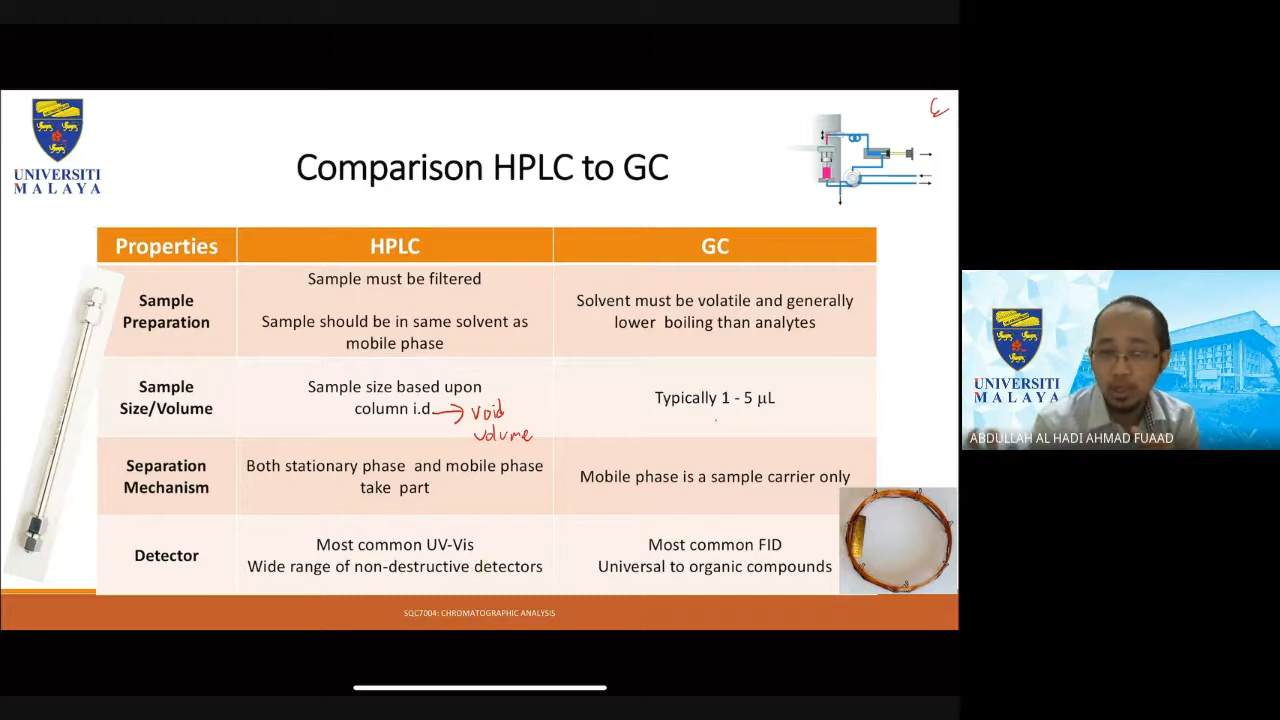 UNIVERSITI
MALAYA
Comparison HPLC to GC
Properties
HPLC
GC
Sample
Preparation
Sample must be filtered
Sample should be in same solvent as
mobile phase
Solvent must be volatile and generally
lower boiling than analytes
Sample
Size/Volume
Sample size based upon
column i.d
void
volume
Typically 1 - 5 µL
Separation
Mechanism
Both stationary phase and mobile phase
take part
Mobile phase is a sample carrier only
Detector
Most common UV-Vis
Wide range of non-destructive detectors
Most common FID
Universal to organic compounds
SQC7004: CHROMATOGRAPHIC ANALYSIS
UNIVERSITI
MALAYA
ABDULLAH AL HADI AHMAD FUAAD